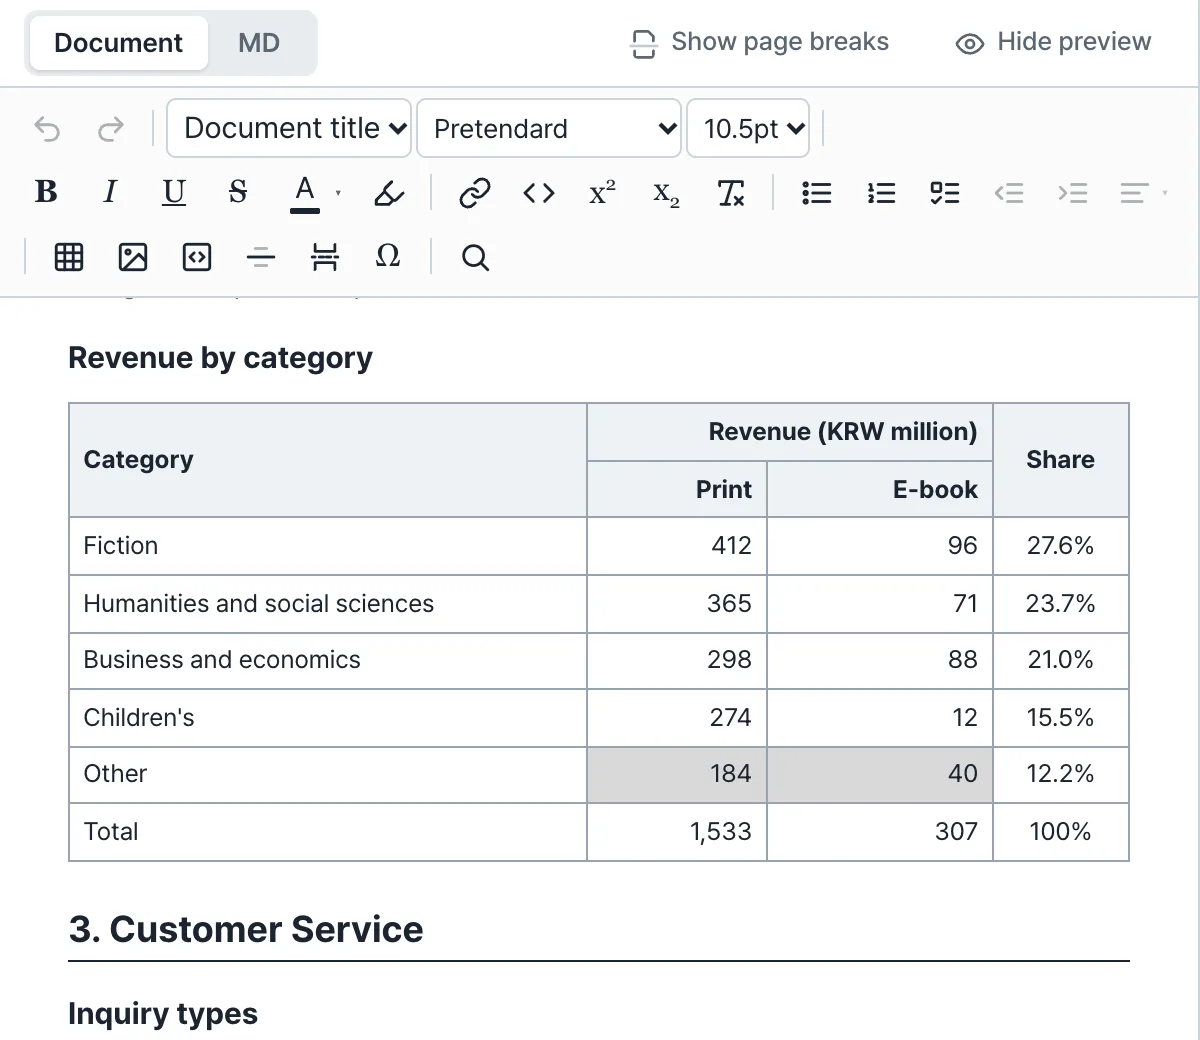 Document MD Show page breaks Hide preview
Document title Pretendard 10.5pt
B I U S A x² x₂ Tx
Ω
Revenue by category
Category Revenue (KRW million) Share
Print E-book
Fiction 412 96 27.6%
Humanities and social sciences 365 71 23.7%
Business and economics 298 88 21.0%
Children's 274 12 15.5%
Other 184 40 12.2%
Total 1,533 307 100%
3. Customer Service
Inquiry types